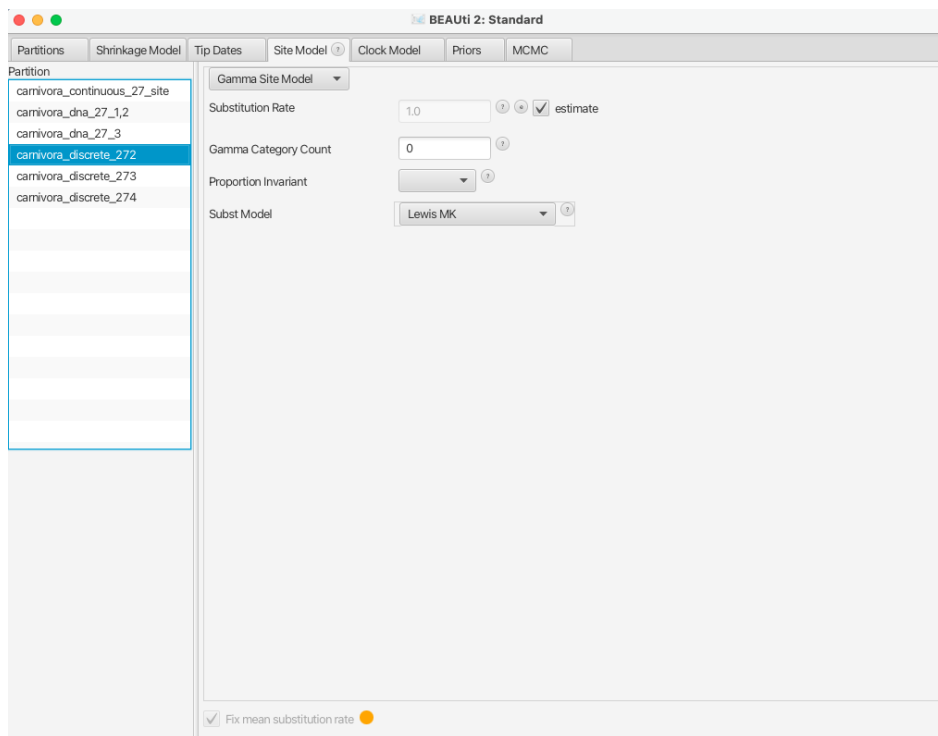 BEAUti 2: Standard
Partitions Shrinkage Model Tip Dates Site Model ? Clock Model Priors MCMC
Partition
carnivora_continuous_27_site
carnivora_dna_27_1,2
carnivora_dna_27_3
carnivora_discrete_272
carnivora_discrete_273
carnivora_discrete_274
Gamma Site Model
Substitution Rate 1.0 ? estimate
Gamma Category Count 0 ?
Proportion Invariant ?
Subst Model Lewis MK ?
Fix mean substitution rate